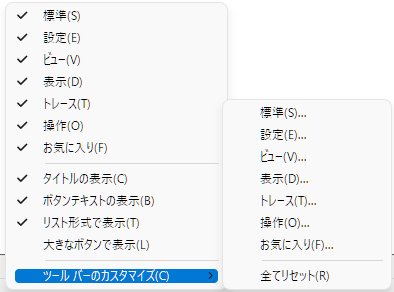 標準(S)
設定(E)
ビュー(V)
表示(D)
トレース(T)
操作(O)
お気に入り(F)
タイトルの表示(C)
ボタンテキストの表示(B)
リスト形式で表示(T)
大きなボタンで表示(L)
ツール バーのカスタマイズ(C)
標準(S)...
設定(E)...
ビュー(V)...
表示(D)...
トレース(T)...
操作(O)...
お気に入り(F)...
全てリセット(R)